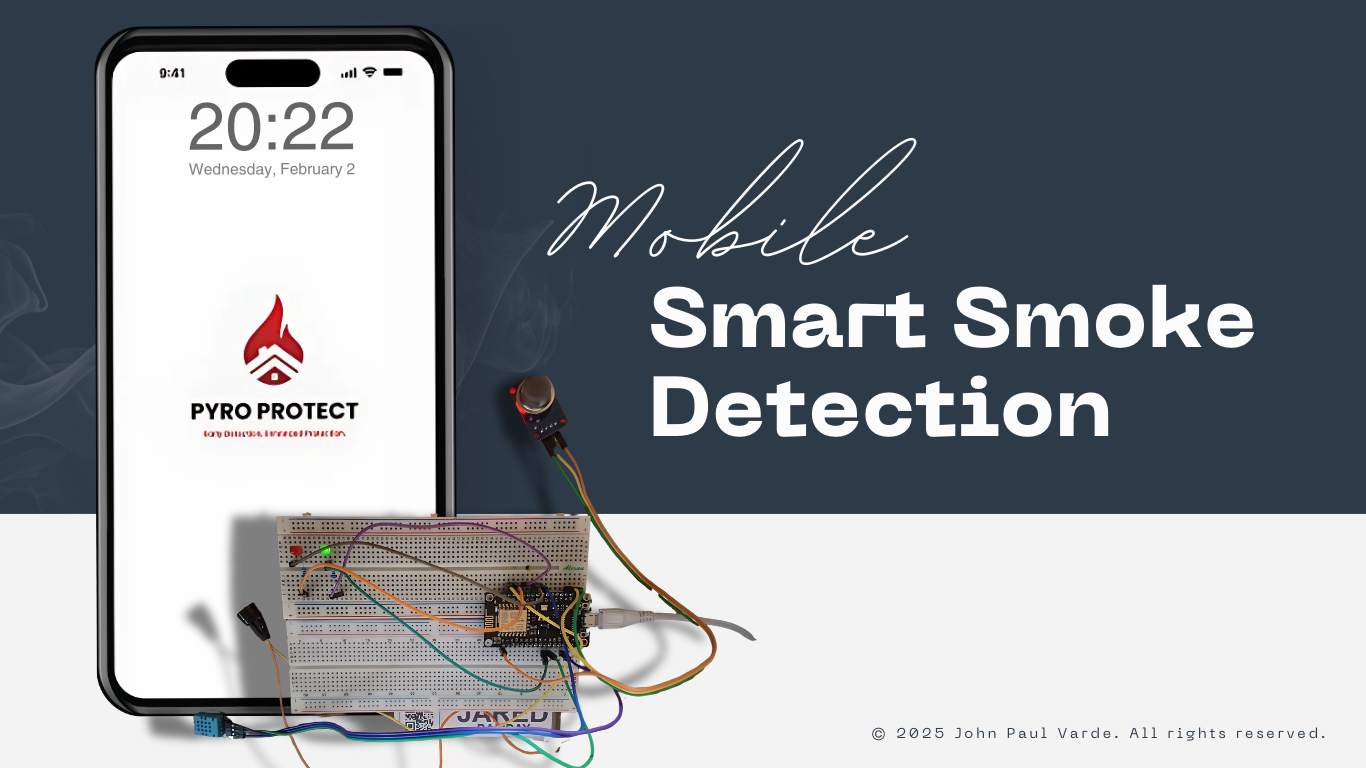 9:41
20:22
Wednesday, February 2
Mobile
Smart Smoke
Detection
PYRO PROTECT
Early Detection, Enhanced Protection.
JARED
© 2025 John Paul Varde. All rights reserved.